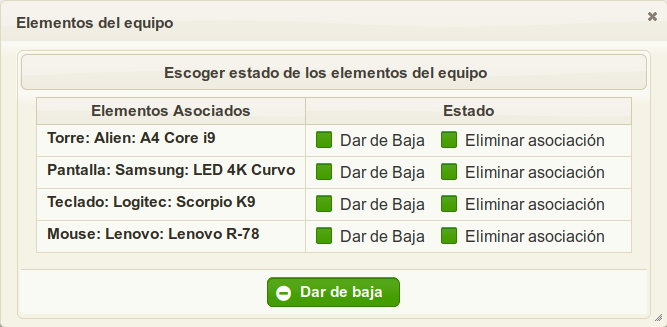 Elementos del equipo
Escoger estado de los elementos del equipo
Elementos Asociados Estado
Torre: Alien: A4 Core i9 Dar de Baja Eliminar asociación
Pantalla: Samsung: LED 4K Curvo Dar de Baja Eliminar asociación
Teclado: Logitec: Scorpio K9 Dar de Baja Eliminar asociación
Mouse: Lenovo: Lenovo R-78 Dar de Baja Eliminar asociación
Dar de baja